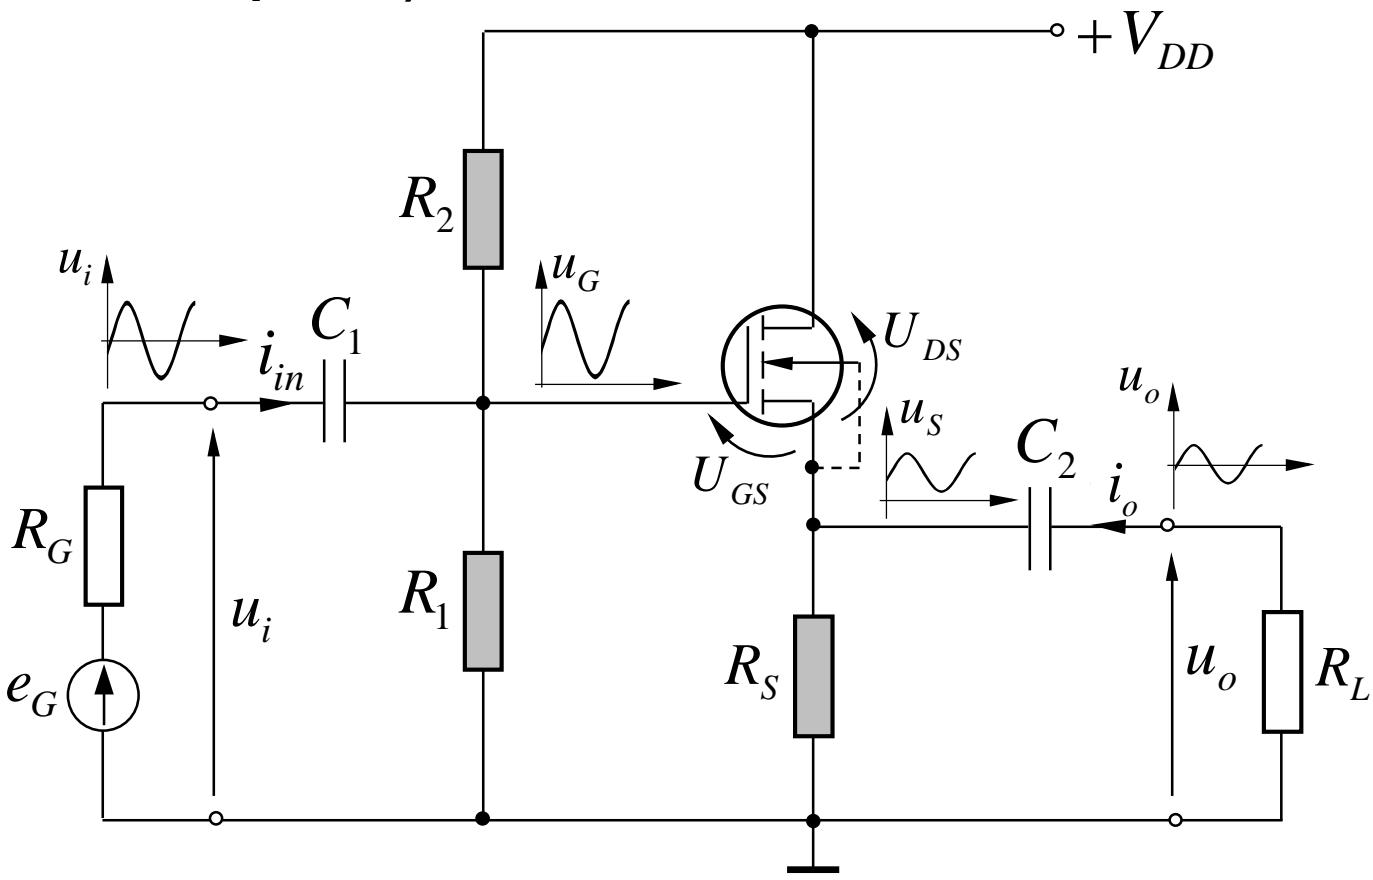 +V_DD
R_2
u_i
u_G
C_1
i_in
U_DS
u_S
u_o
U_GS
C_2
i_o
R_G
R_1
u_i
R_S
u_o
R_L
e_G